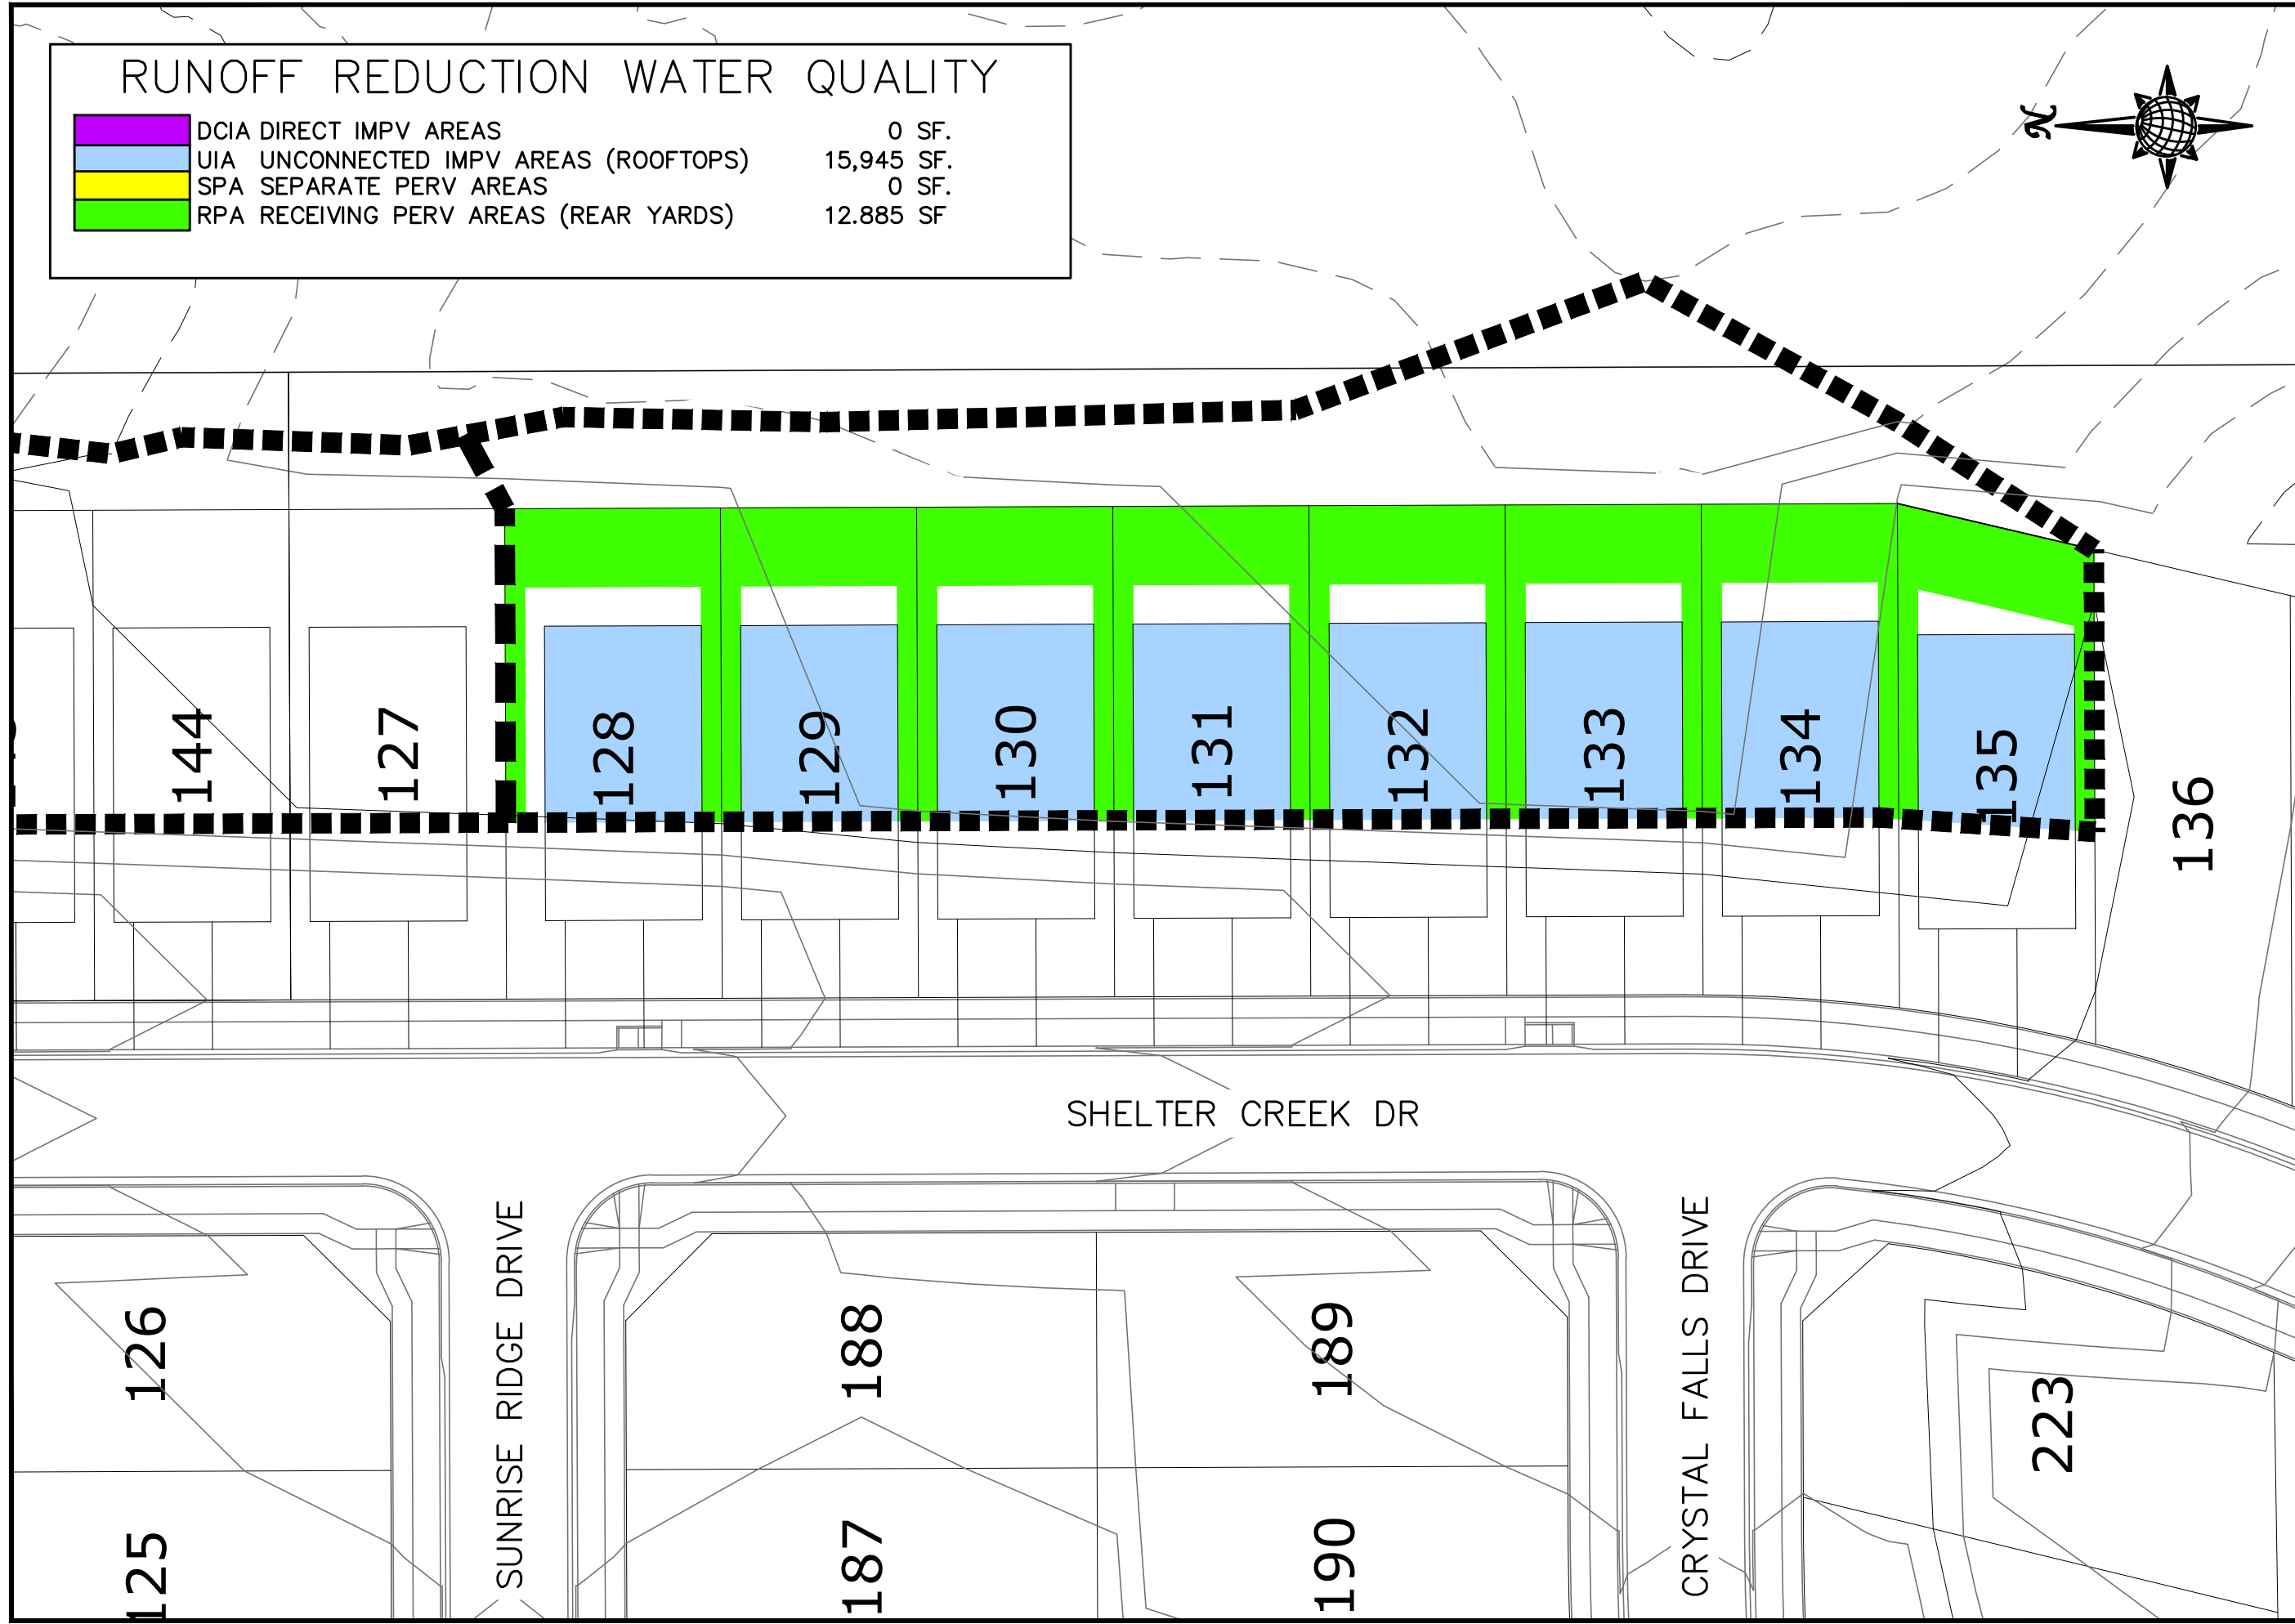 RUNOFF REDUCTION WATER QUALITY
DCIA DIRECT IMPV AREAS 0 SF.
UIA UNCONNECTED IMPV AREAS (ROOFTOPS) 15,945 SF.
SPA SEPARATE PERV AREAS 0 SF.
RPA RECEIVING PERV AREAS (REAR YARDS) 12.885 SF
N
144
127
128
129
130
131
132
133
134
135
136
SHELTER CREEK DR
SUNRISE RIDGE DRIVE
CRYSTAL FALLS DRIVE
126
188
189
223
125
187
190